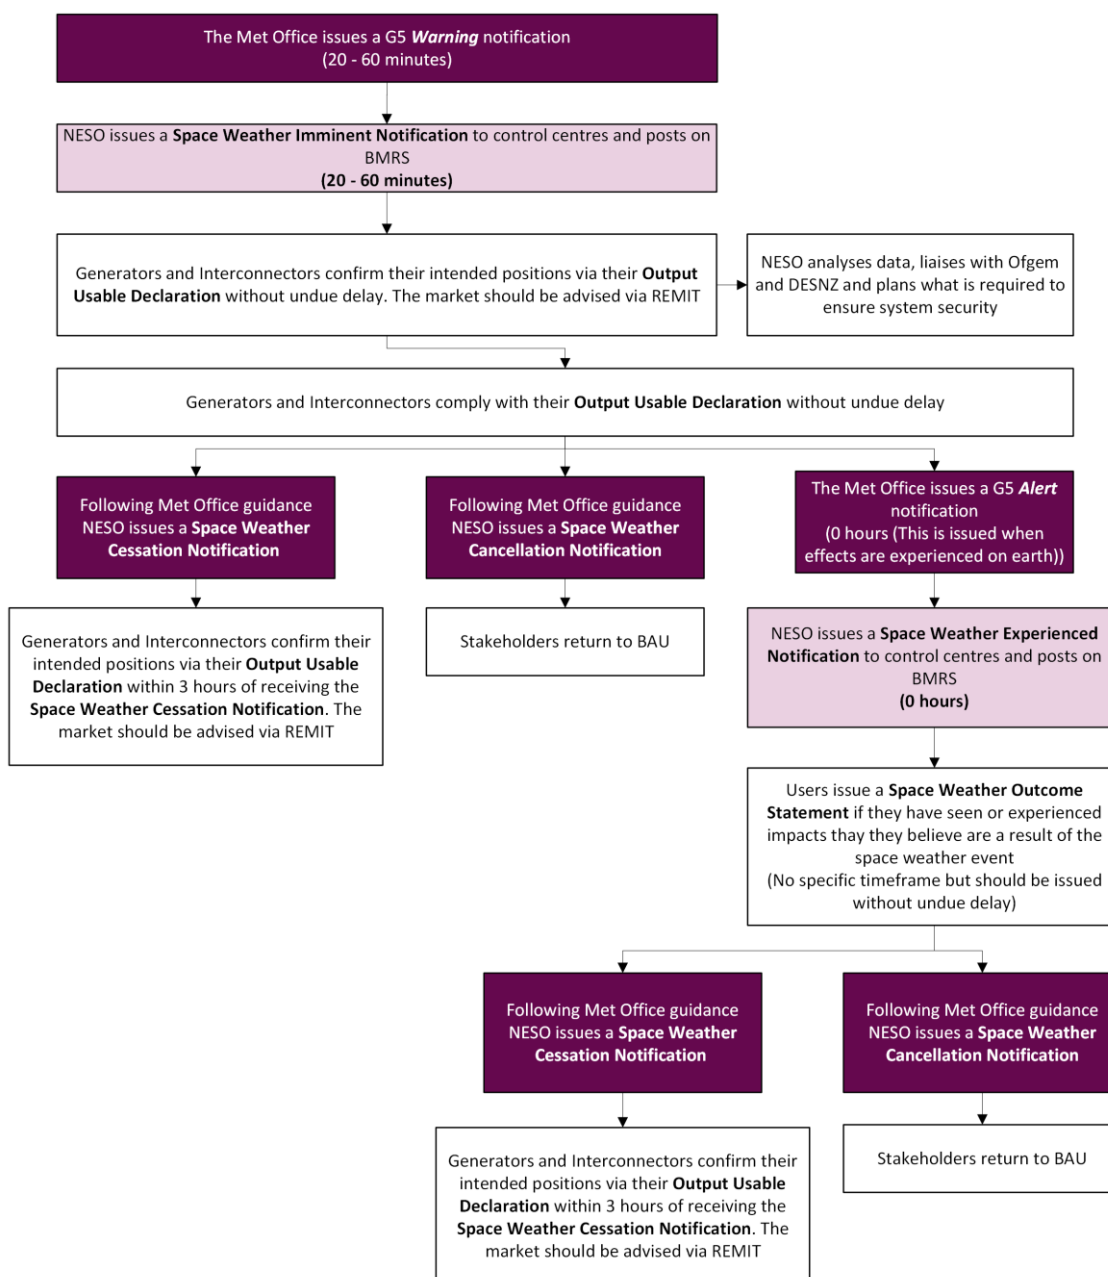 The Met Office issues a G5 Warning notification
(20 - 60 minutes)
NESO issues a Space Weather Imminent Notification to control centres and posts on
BMRS
(20 - 60 minutes)
Generators and Interconnectors confirm their intended positions via their Output
Usable Declaration without undue delay. The market should be advised via REMIT
NESO analyses data, liaises with Ofgem
and DESNZ and plans what is required to
ensure system security
Generators and Interconnectors comply with their Output Usable Declaration without undue delay
Following Met Office guidance
NESO issues a Space Weather
Cessation Notification
Following Met Office guidance
NESO issues a Space Weather
Cancellation Notification
The Met Office issues a G5 Alert
notification
(0 hours (This is issued when
effects are experienced on earth))
Generators and Interconnectors confirm their
intended positions via their Output Usable
Declaration within 3 hours of receiving the
Space Weather Cessation Notification. The
market should be advised via REMIT
Stakeholders return to BAU
NESO issues a Space Weather Experienced
Notification to control centres and posts on
BMRS
(0 hours)
Users issue a Space Weather Outcome
Statement if they have seen or experienced
impacts thay they believe are a result of the
space weather event
(No specific timeframe but should be issued
without undue delay)
Following Met Office guidance
NESO issues a Space Weather
Cessation Notification
Following Met Office guidance
NESO issues a Space Weather
Cancellation Notification
Generators and Interconnectors confirm their
intended positions via their Output Usable
Declaration within 3 hours of receiving the
Space Weather Cessation Notification. The
market should be advised via REMIT
Stakeholders return to BAU